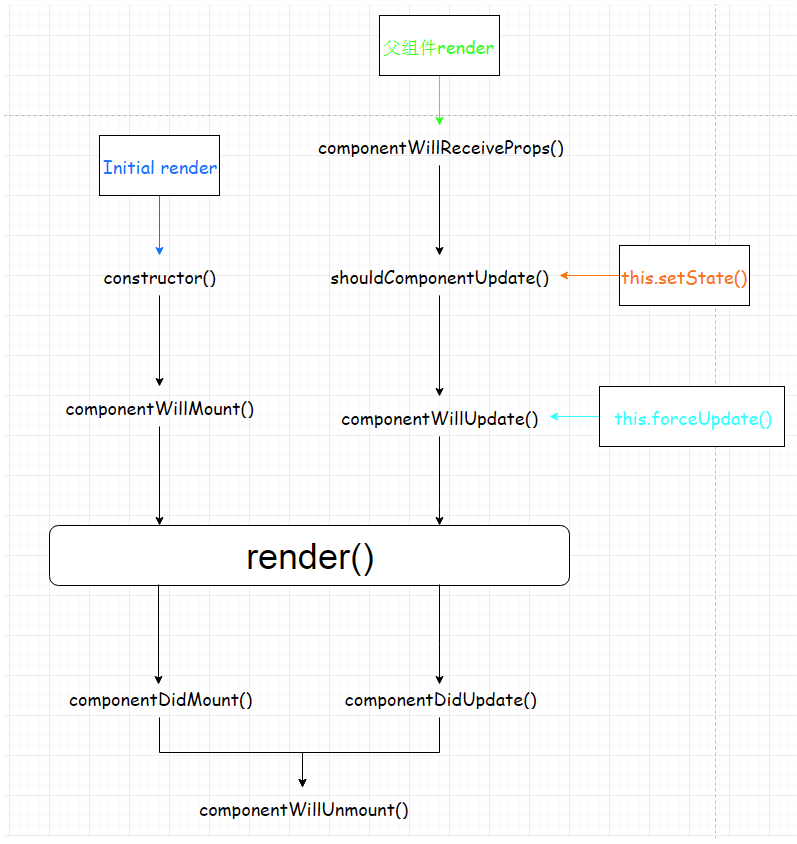 父组件render
componentWillReceiveProps()
Initial render
constructor()
shouldComponentUpdate()
this.setState()
componentWillMount()
componentWillUpdate()
this.forceUpdate()
render()
componentDidMount()
componentDidUpdate()
componentWillUnmount()